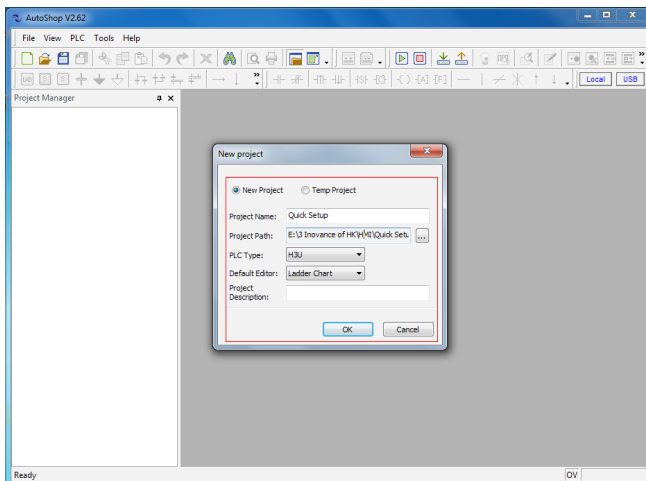 AutoShop V2.62
File View PLC Tools Help
Local USB
Project Manager
New project
New Project Temp Project
Project Name: Quick Setup
Project Path: E:\3 Inovance of HK\HMI\Quick Setu ...
PLC Type: H3U
Default Editor: Ladder Chart
Project
Description:
OK Cancel
Ready OV